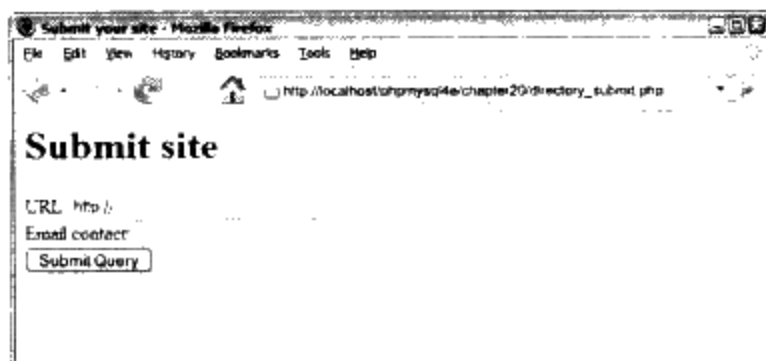 Submit your site - Mozilla Firefox
File Edit View History Bookmarks Tools Help
http://localhost/phpmysql4e/chapter20/directory_submit.php
Submit site
URL http://
Email contact
Submit Query